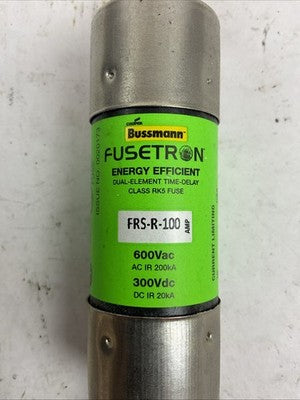 COOPER
Bussmann
FUSETRON
ENERGY EFFICIENT
DUAL-ELEMENT TIME-DELAY
CLASS RK5 FUSE
FRS-R-100 AMP
600Vac
AC IR 200kA
300Vdc
DC IR 20kA
CURRENT LIMITING